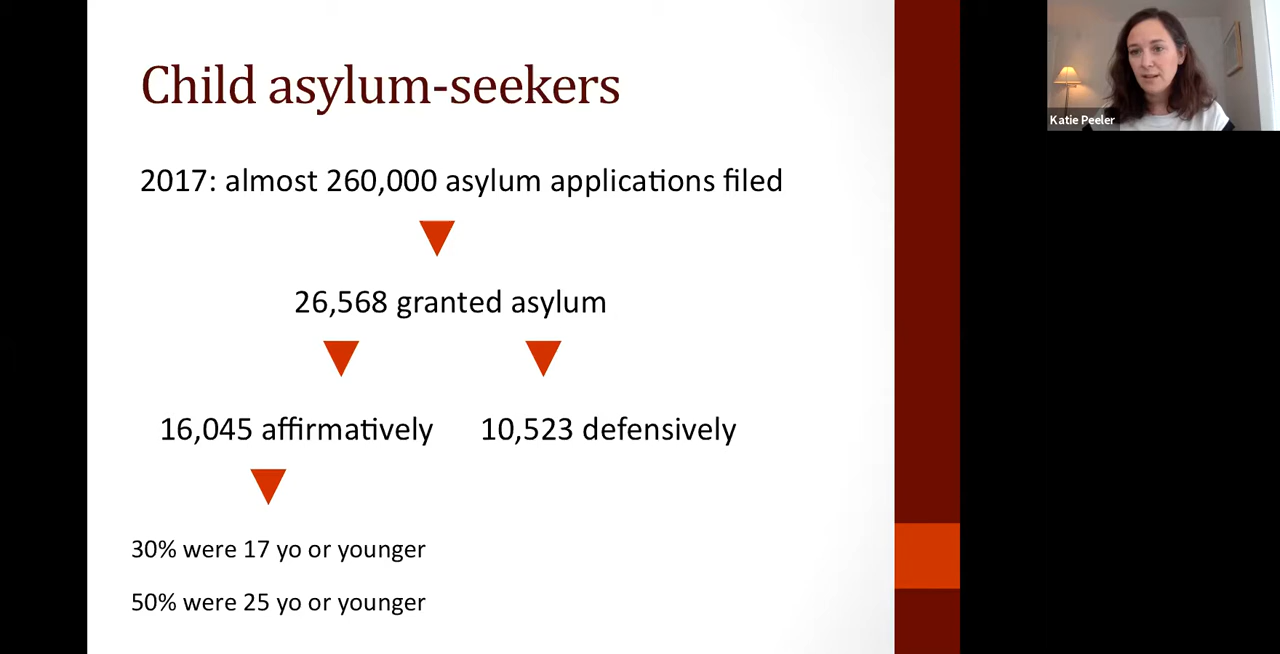 Child asylum-seekers
2017: almost 260,000 asylum applications filed
26,568 granted asylum
16,045 affirmatively
10,523 defensively
30% were 17 yo or younger
50% were 25 yo or younger
Katie Peeler